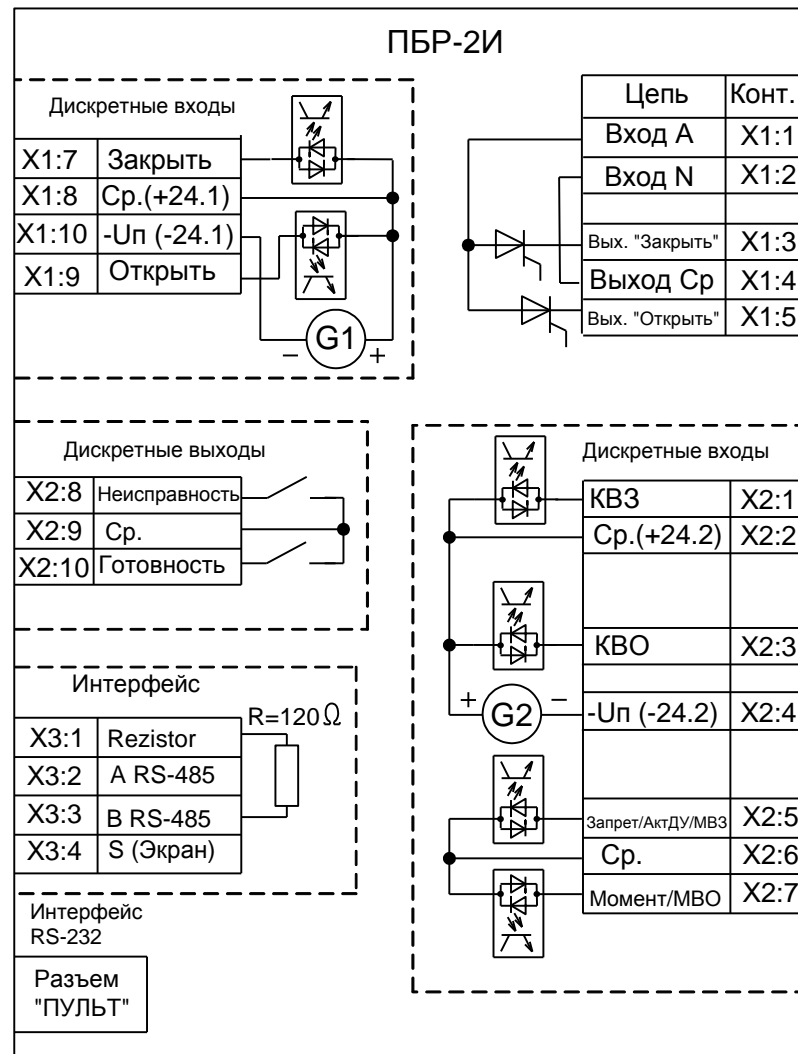 ПБР-2И
Дискретные входы
X1:7 Закрыть
X1:8 Ср.(+24.1)
X1:10 -Uп (-24.1)
X1:9 Открыть
− G1 +
Цепь Конт.
Вход А X1:1
Вход N X1:2
Вых. "Закрыть" X1:3
Выход Ср X1:4
Вых. "Открыть" X1:5
Дискретные выходы
X2:8 Неисправность
X2:9 Ср.
X2:10 Готовность
Дискретные входы
КВЗ X2:1
Ср.(+24.2) X2:2
КВО X2:3
+ G2 − -Uп (-24.2) X2:4
Запрет/АктДУ/МВЗ X2:5
Ср. X2:6
Момент/МВО X2:7
Интерфейс
R=120 Ω
X3:1 Rezistor
X3:2 A RS-485
X3:3 B RS-485
X3:4 S (Экран)
Интерфейс
RS-232
Разъем
"ПУЛЬТ"